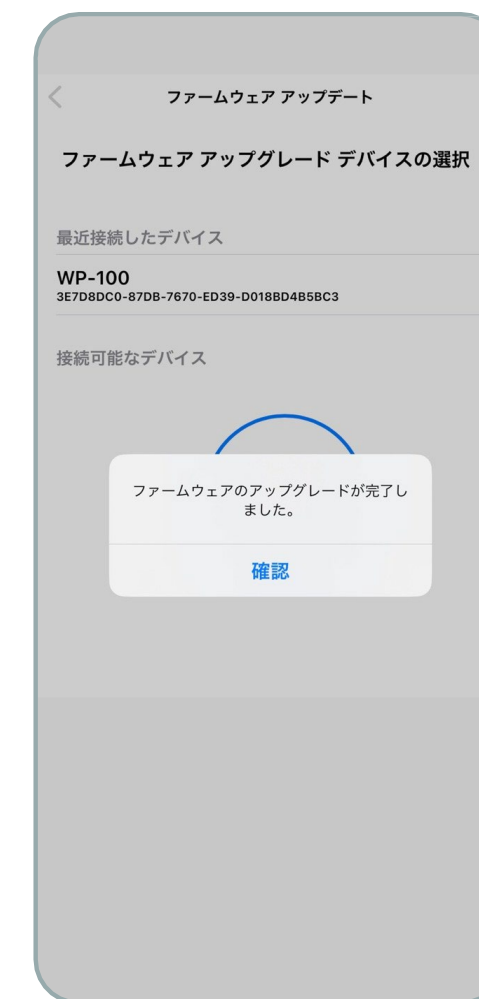 ファームウェア アップデート
ファームウェア アップグレード デバイスの選択
最近接続したデバイス
WP-100
3E7D8DC0-87DB-7670-ED39-D018BD4B5BC3
接続可能なデバイス
ファームウェアのアップグレードが完了し
ました。
確認